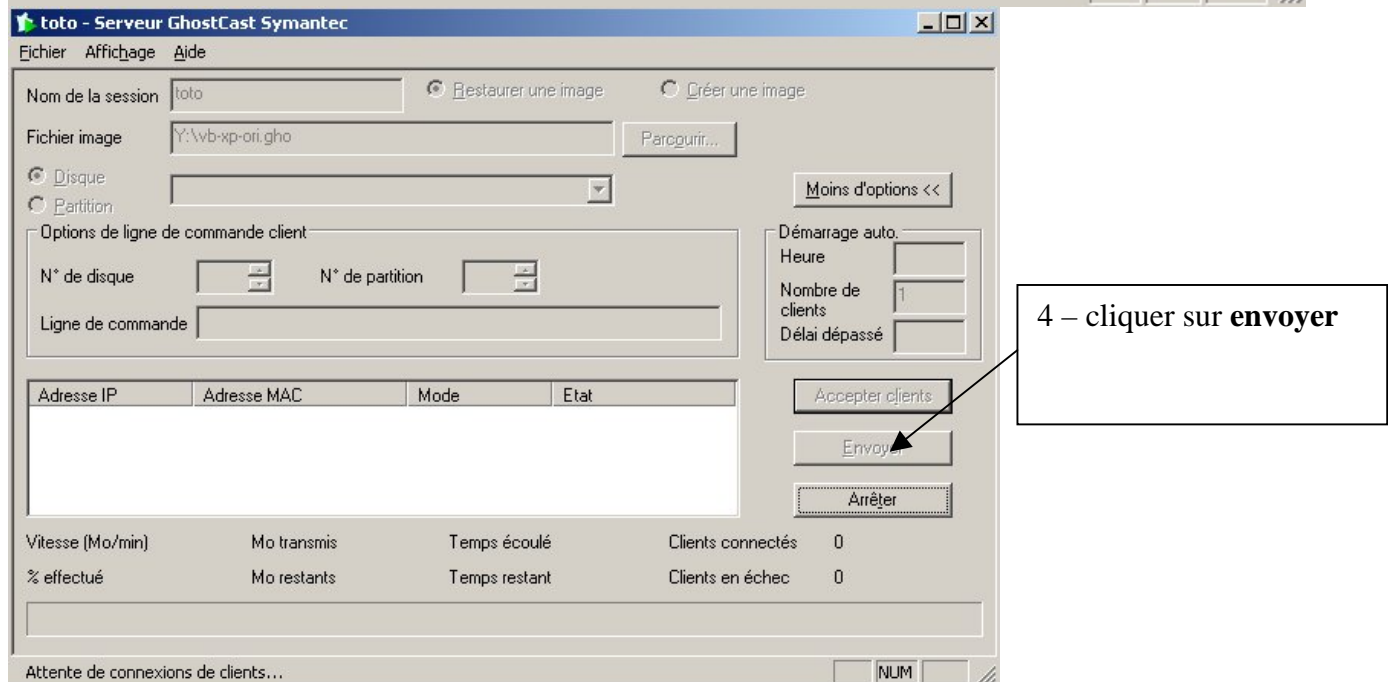 toto - Serveur GhostCast Symantec
Fichier Affichage Aide
Nom de la session toto Restaurer une image Créer une image
Fichier image Y:\vb-xp-ori.gho Parcourir...
Disque
Partition
Moins d'options <<
Options de ligne de commande client
N° de disque N° de partition
Ligne de commande
Démarrage auto.
Heure
Nombre de clients 1
Délai dépassé
4 – cliquer sur envoyer
Adresse IP Adresse MAC Mode Etat
Accepter clients
Envoyer
Arrêter
Vitesse (Mo/min) Mo transmis Temps écoulé Clients connectés 0
% effectué Mo restants Temps restant Clients en échec 0
Attente de connexions de clients... NUM